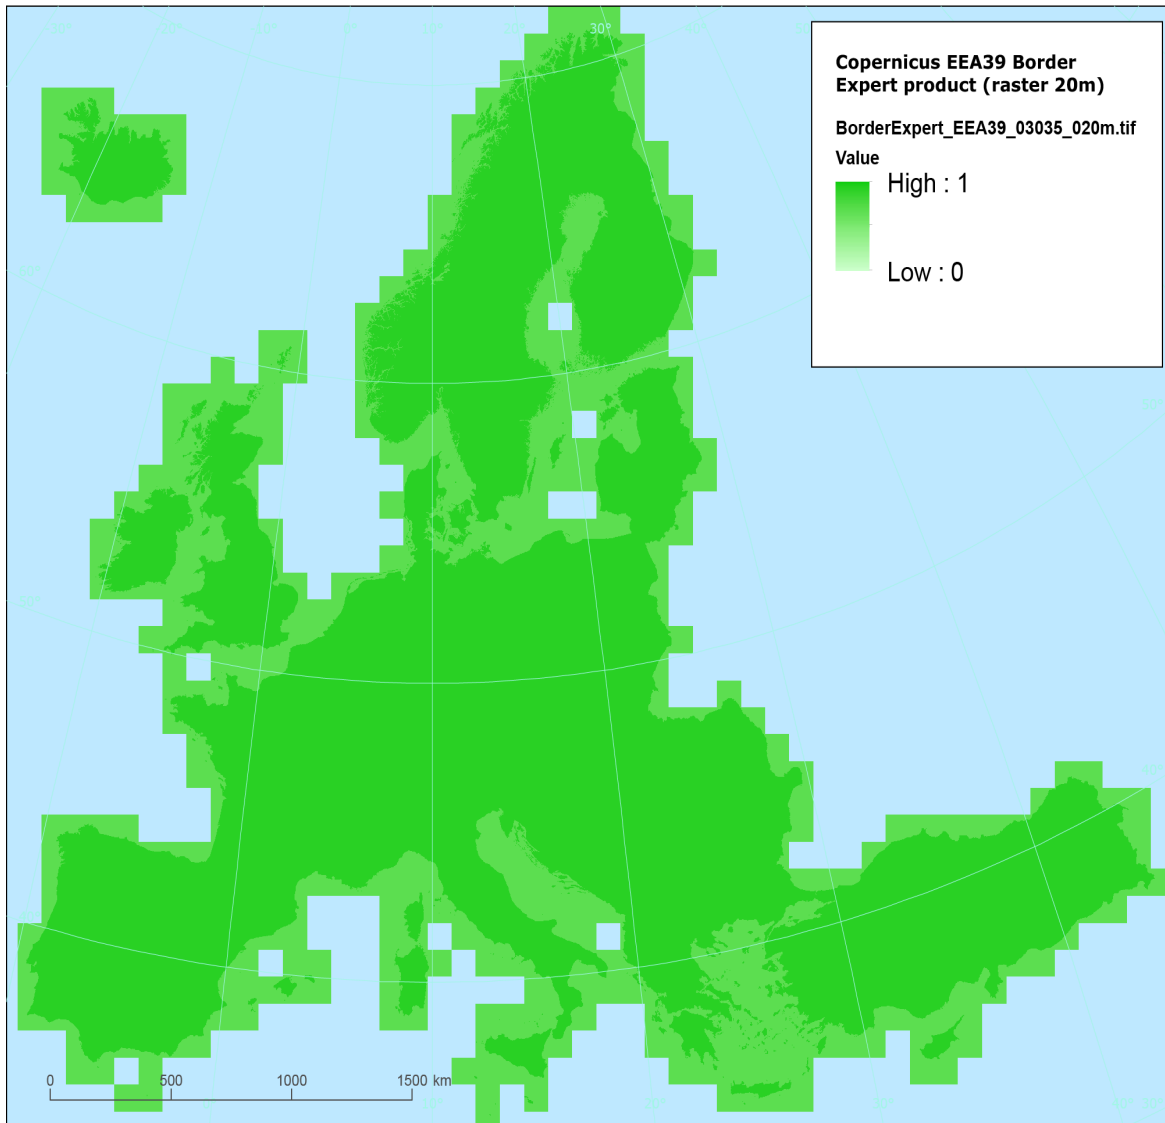 30°
Copernicus EEA39 Border
Expert product (raster 20m)
BorderExpert_EEA39_03035_020m.tif
Value
High : 1
Low : 0
0 500 1000 1500 km